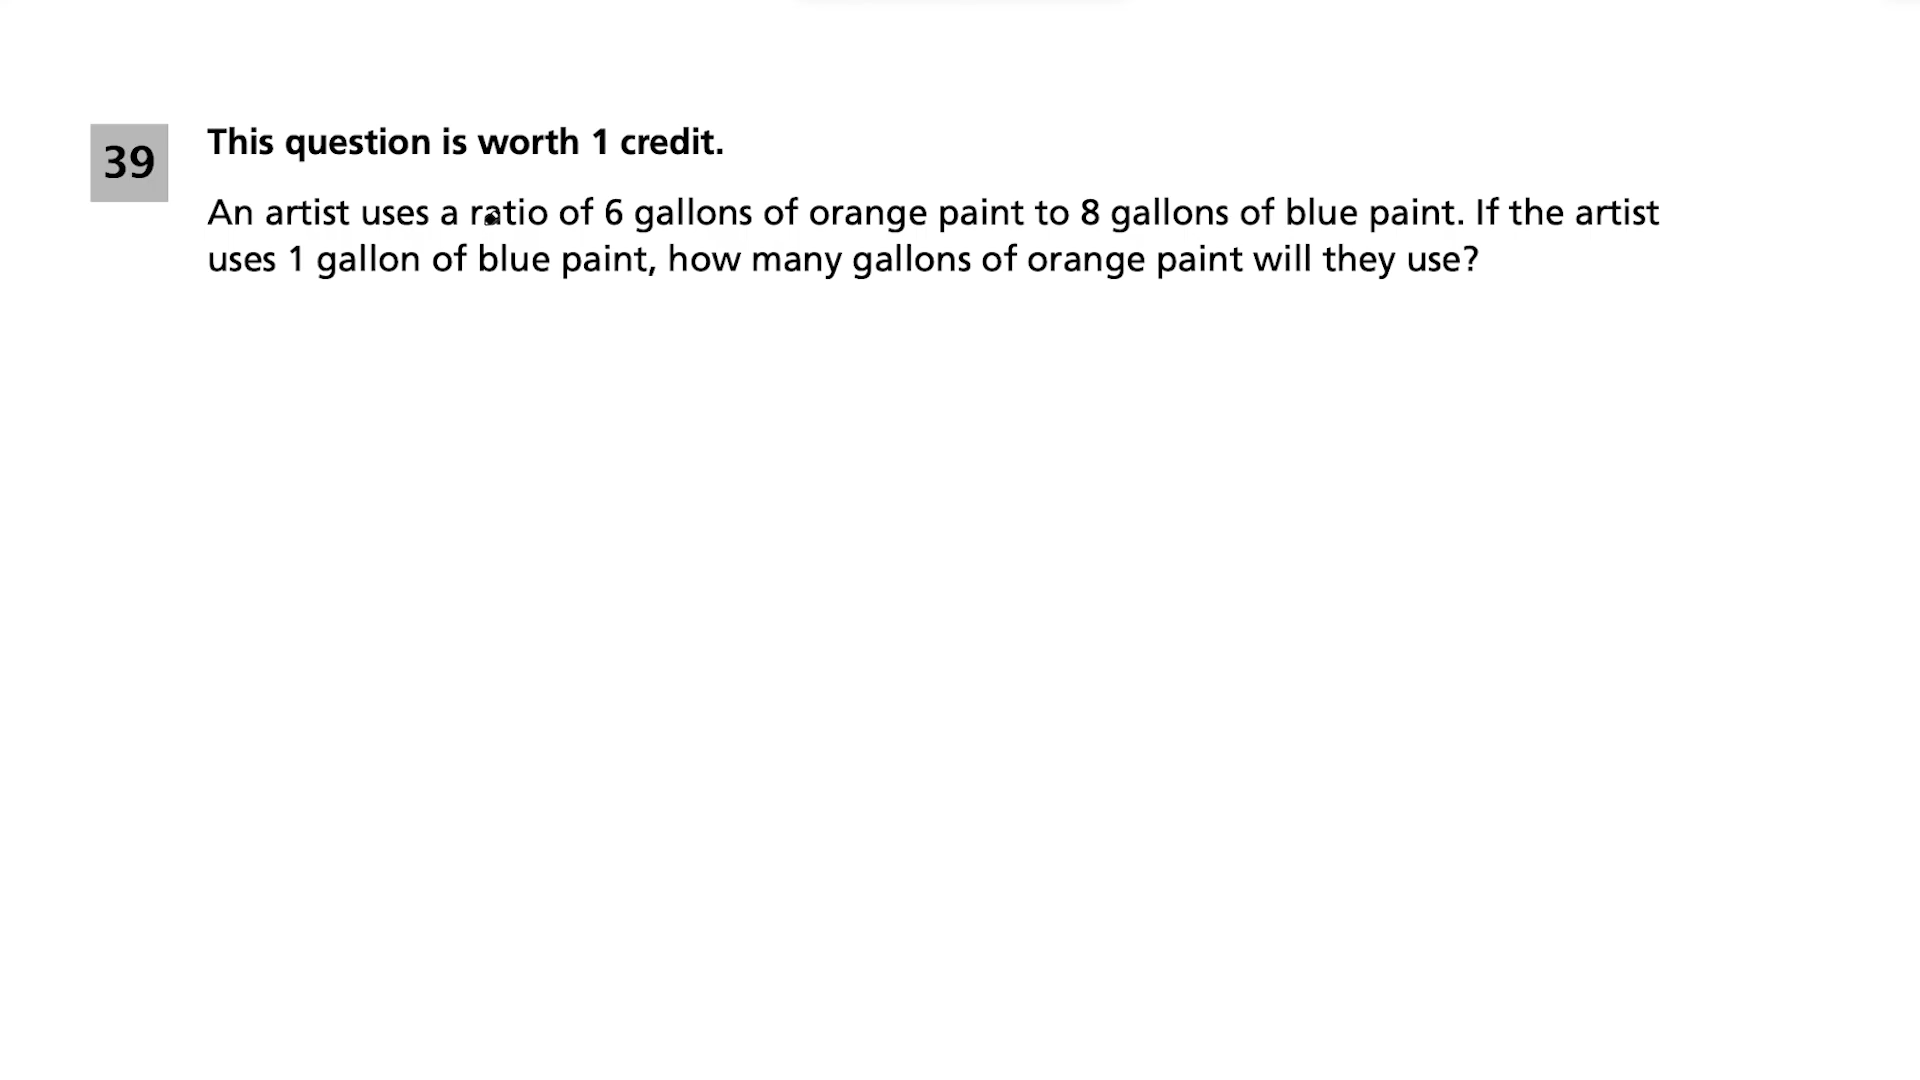 39
This question is worth 1 credit.
An artist uses a ratio of 6 gallons of orange paint to 8 gallons of blue paint. If the artist
uses 1 gallon of blue paint, how many gallons of orange paint will they use?